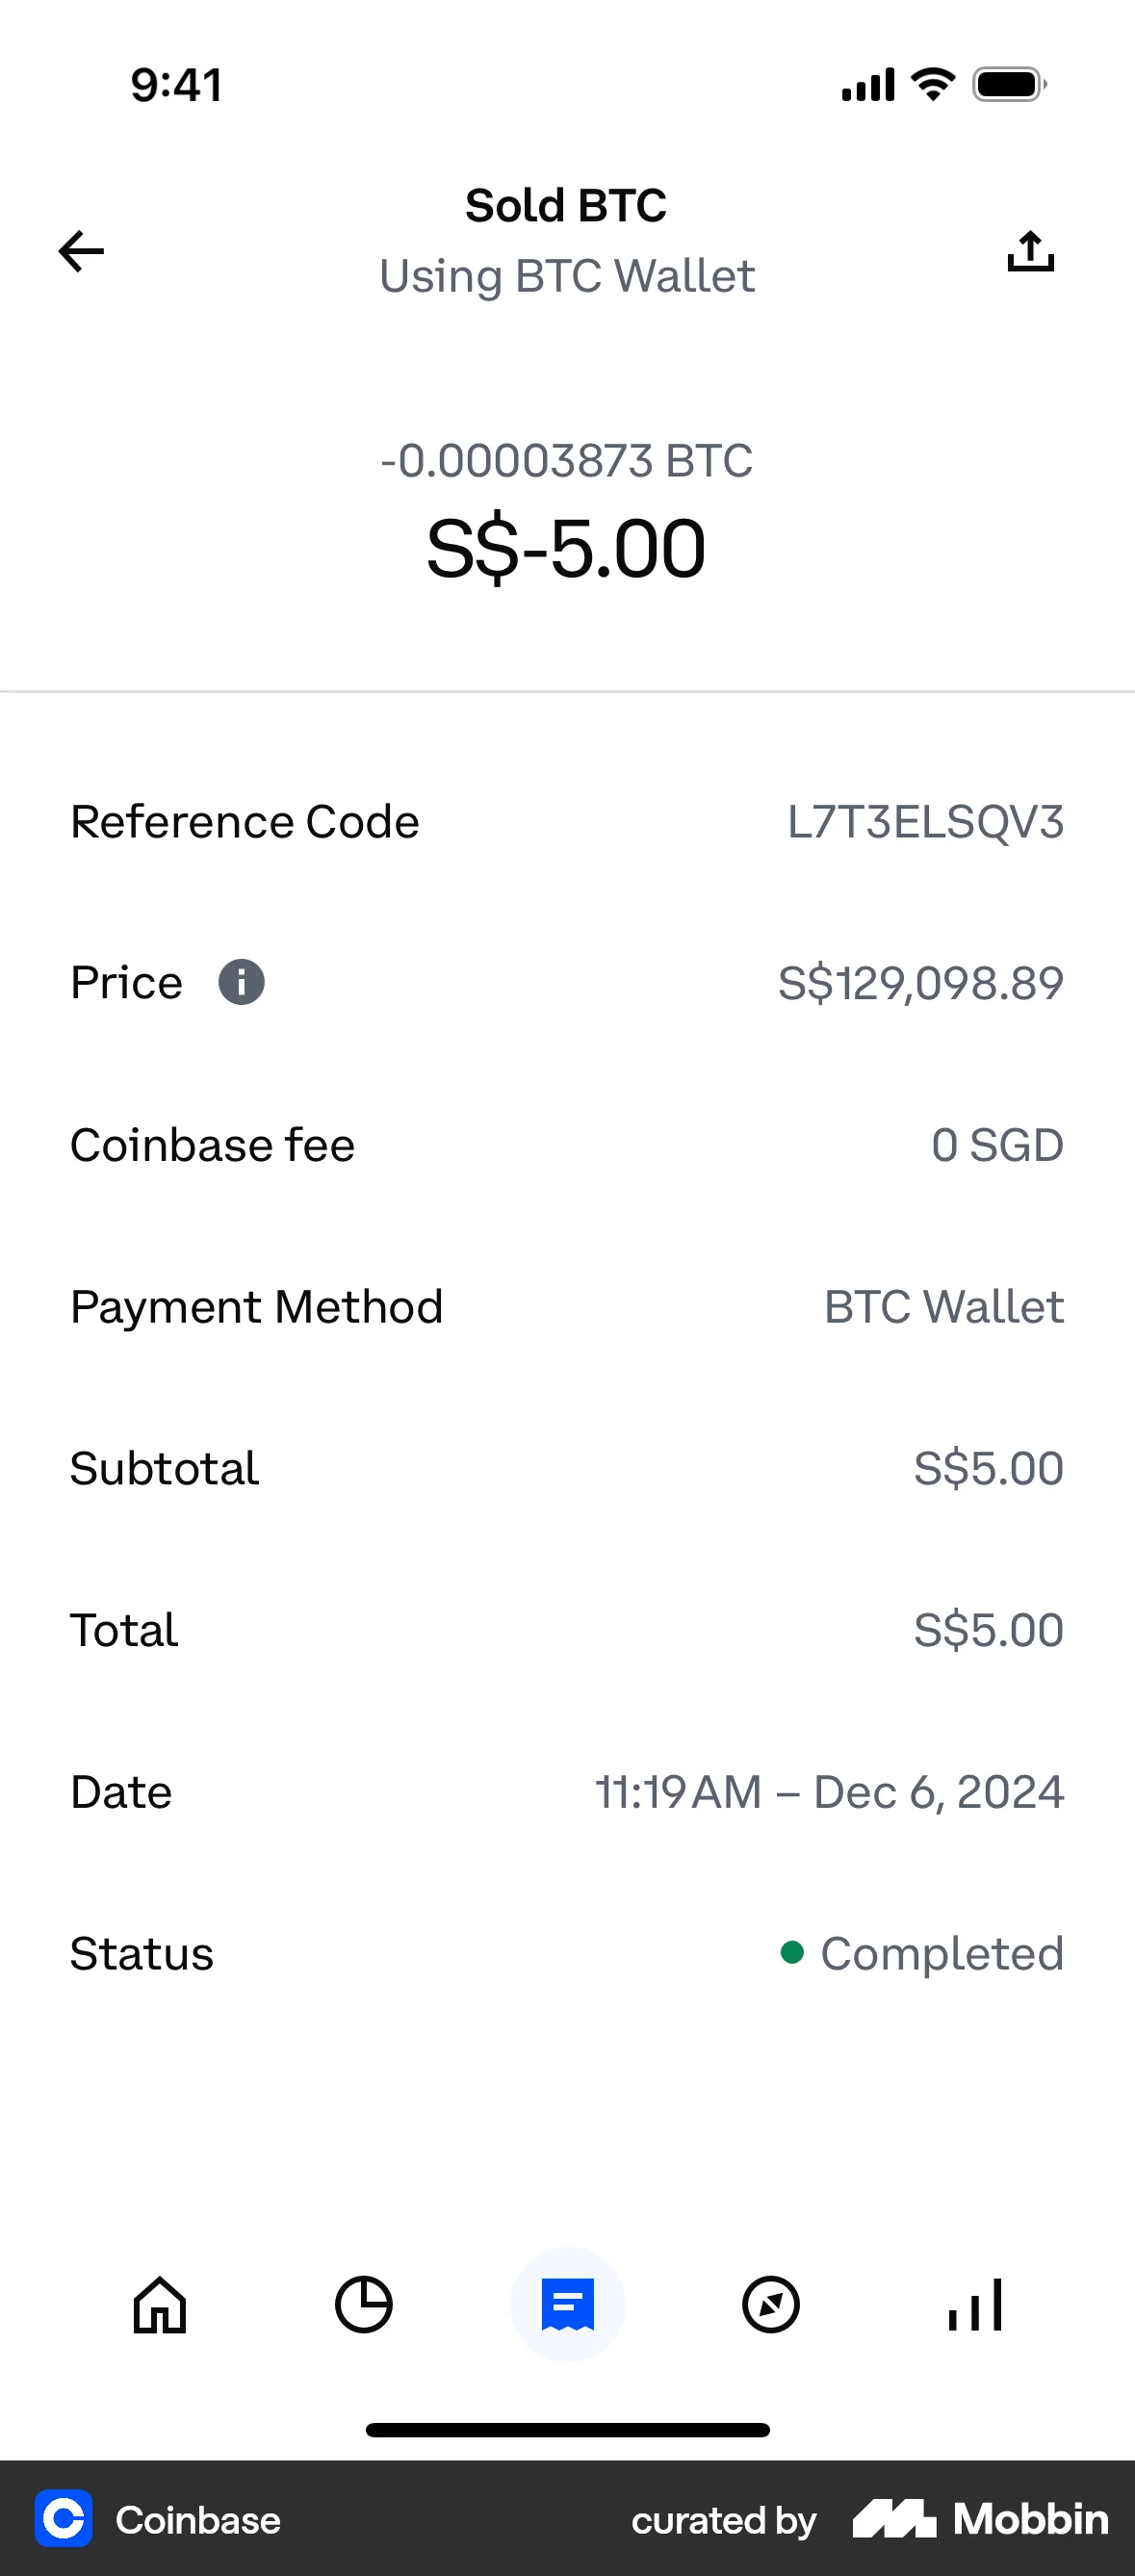 9:41
Sold BTC
Using BTC Wallet
-0.00003873 BTC
S$-5.00
Reference Code L7T3ELSQV3
Price S$129,098.89
Coinbase fee 0 SGD
Payment Method BTC Wallet
Subtotal S$5.00
Total S$5.00
Date 11:19 AM – Dec 6, 2024
Status Completed
Coinbase curated by Mobbin